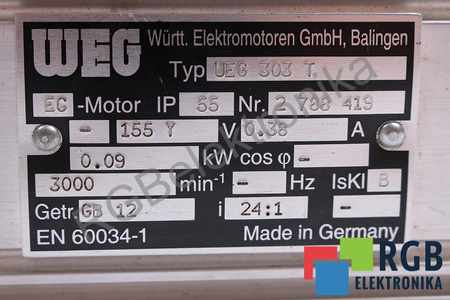 WEG Württ. Elektromotoren GmbH, Balingen
Typ UEG 303 T
EC -Motor IP 55 Nr. 2 788 419
- 155 Y V 0.38 A
0.09 kW cos φ -
3000 min-1 - Hz IsKl B
Getr. GB 12 i 24:1
EN 60034-1 Made in Germany
RGB
ELEKTRONIKA
RGBelektronika